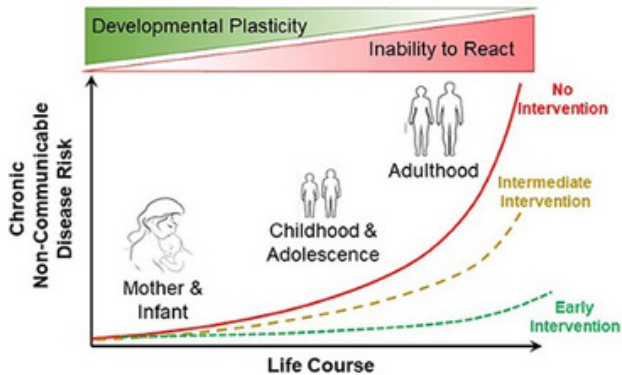 Developmental Plasticity
Inability to React
No
Intervention
Adulthood
Intermediate
Intervention
Childhood &
Adolescence
Mother &
Infant
Early
Intervention
Chronic
Non-Communicable
Disease Risk
Life Course